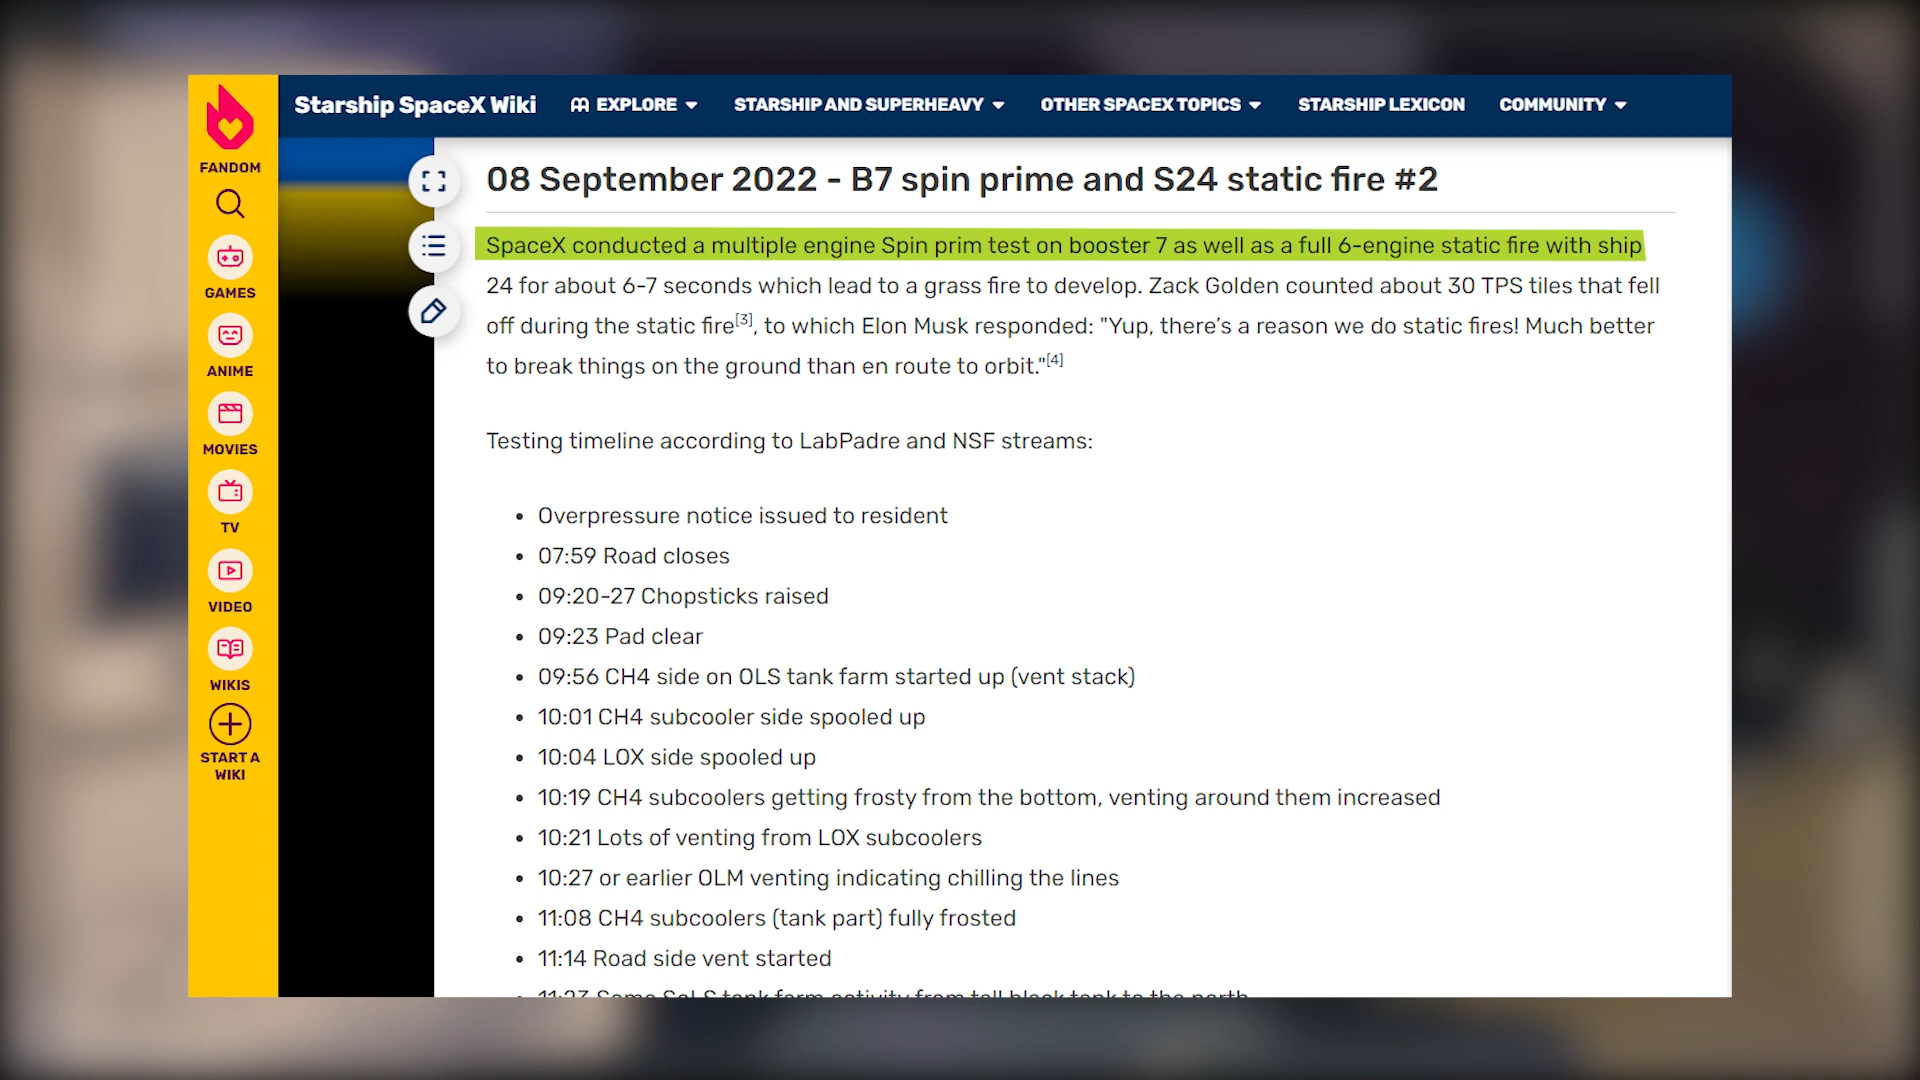 Starship SpaceX Wiki
EXPLORE
STARSHIP AND SUPERHEAVY
OTHER SPACEX TOPICS
STARSHIP LEXICON
COMMUNITY
FANDOM
GAMES
ANIME
MOVIES
TV
VIDEO
WIKIS
START A
WIKI
08 September 2022 - B7 spin prime and S24 static fire #2
SpaceX conducted a multiple engine Spin prim test on booster 7 as well as a full 6-engine static fire with ship
24 for about 6-7 seconds which lead to a grass fire to develop. Zack Golden counted about 30 TPS tiles that fell
off during the static fire[3], to which Elon Musk responded: "Yup, there's a reason we do static fires! Much better
to break things on the ground than en route to orbit."[4]
Testing timeline according to LabPadre and NSF streams:
• Overpressure notice issued to resident
• 07:59 Road closes
• 09:20-27 Chopsticks raised
• 09:23 Pad clear
• 09:56 CH4 side on OLS tank farm started up (vent stack)
• 10:01 CH4 subcooler side spooled up
• 10:04 LOX side spooled up
• 10:19 CH4 subcoolers getting frosty from the bottom, venting around them increased
• 10:21 Lots of venting from LOX subcoolers
• 10:27 or earlier OLM venting indicating chilling the lines
• 11:08 CH4 subcoolers (tank part) fully frosted
• 11:14 Road side vent started